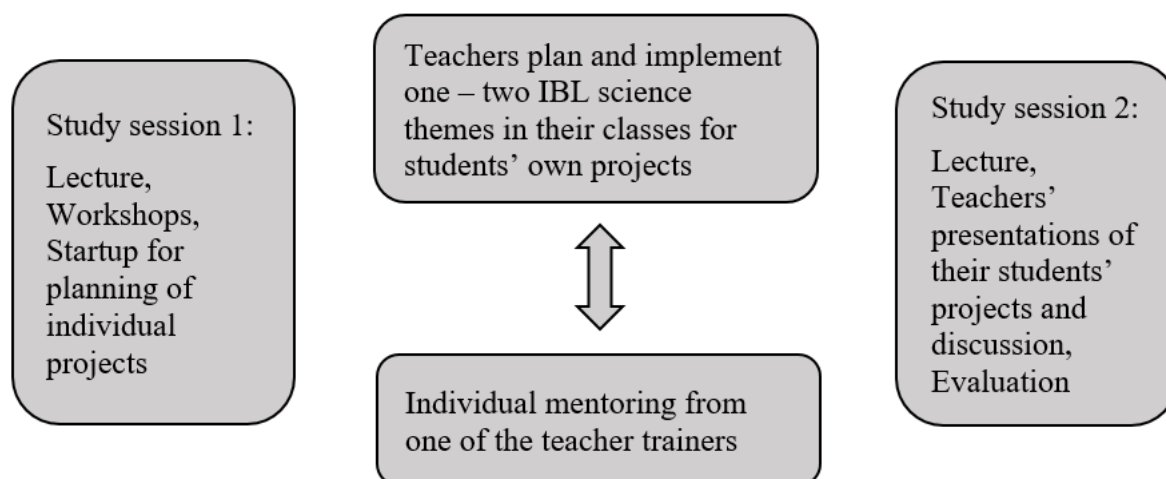 Study session 1:
Lecture,
Workshops,
Startup for
planning of
individual
projects
Teachers plan and implement
one – two IBL science
themes in their classes for
students’ own projects
Individual mentoring from
one of the teacher trainers
Study session 2:
Lecture,
Teachers’
presentations of
their students’
projects and
discussion,
Evaluation